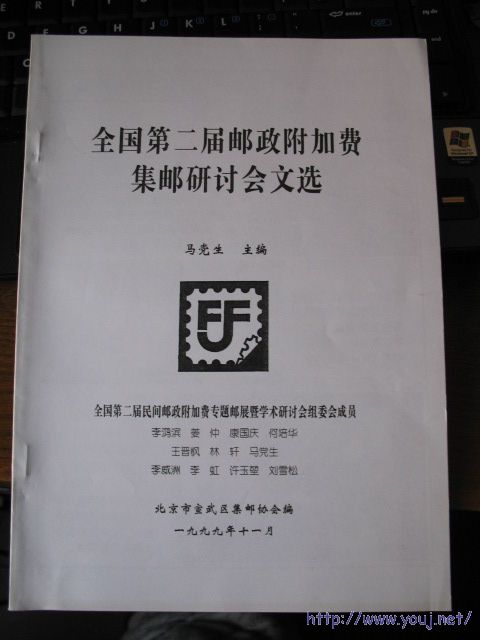 全国第二届邮政附加费
集邮研讨会文选
马党生 主编
全国第二届民间邮政附加费专题邮展暨学术研讨会组委会成员
李鸿滨 姜 仲 康国庆 何培华
王晋枫 林 轩 马党生
李威洲 李 虹 许玉堃 刘雪松
北京市宣武区集邮协会编
一九九九年十一月
http://www.youj.net/